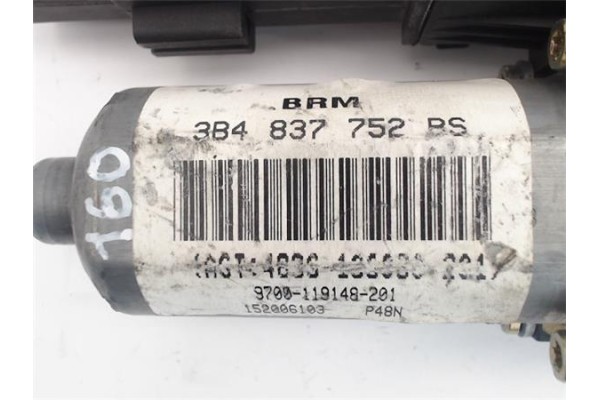 BRM
3B4 837 752 BS
9700-119148-201
152006103 P48N
160